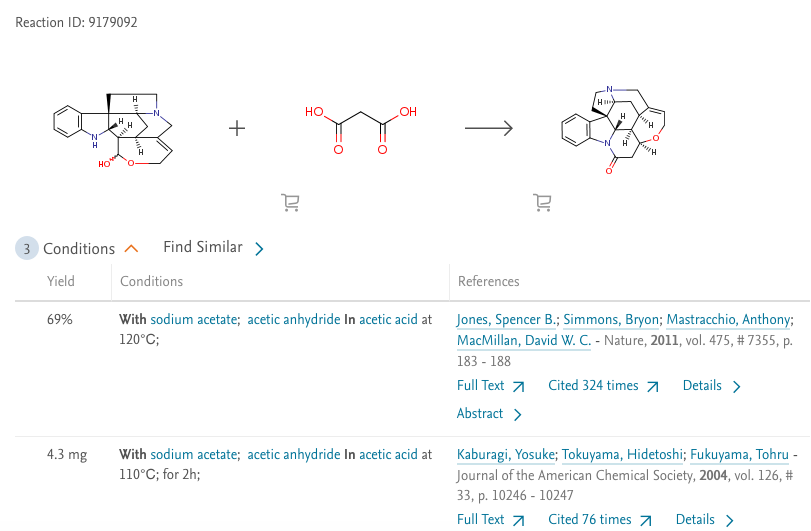 Reaction ID: 9179092
H
N
H
H
H
N
H
HO
O
+
HO
OH
O
O
N
H
H
H
H
N
O
H
O
3 Conditions Find Similar
Yield Conditions References
69% With sodium acetate; acetic anhydride In acetic acid at 120°C;
Jones, Spencer B.; Simmons, Bryon; Mastracchio, Anthony;
MacMillan, David W. C. - Nature, 2011, vol. 475, # 7355, p.
183 - 188
Full Text Cited 324 times Details
Abstract
4.3 mg With sodium acetate; acetic anhydride In acetic acid at 110°C; for 2h;
Kaburagi, Yosuke; Tokuyama, Hidetoshi; Fukuyama, Tohru -
Journal of the American Chemical Society, 2004, vol. 126, #
33, p. 10246 - 10247
Full Text Cited 76 times Details